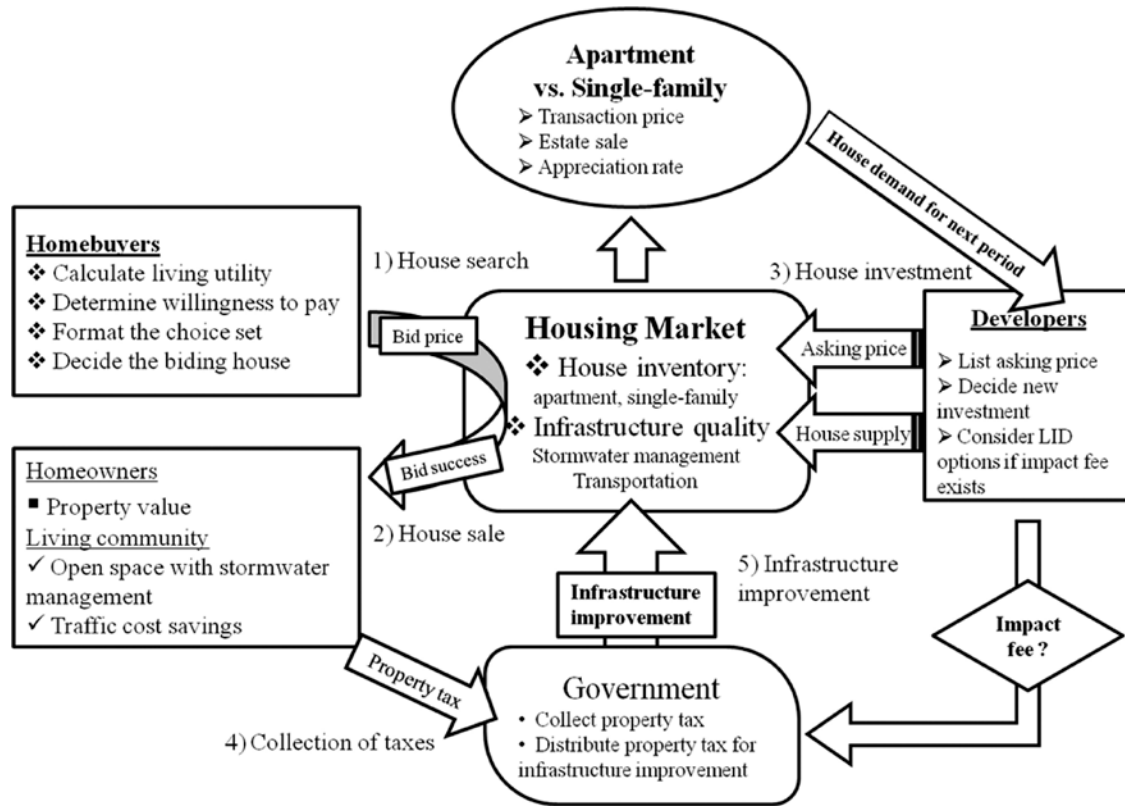 Apartment
vs. Single-family
➢ Transaction price
➢ Estate sale
➢ Appreciation rate
House demand for next period
Homebuyers
❖ Calculate living utility
❖ Determine willingness to pay
❖ Format the choice set
❖ Decide the biding house
1) House search
Bid price
Bid success
2) House sale
Housing Market
❖ House inventory:
apartment, single-family
❖ Infrastructure quality
Stormwater management
Transportation
3) House investment
Asking price
House supply
Developers
➢ List asking price
➢ Decide new
investment
➢ Consider LID
options if impact fee
exists
Homeowners
▪ Property value
Living community
✓ Open space with stormwater
management
✓ Traffic cost savings
Property tax
4) Collection of taxes
Infrastructure
improvement
5) Infrastructure
improvement
Impact
fee ?
Government
• Collect property tax
• Distribute property tax for
infrastructure improvement